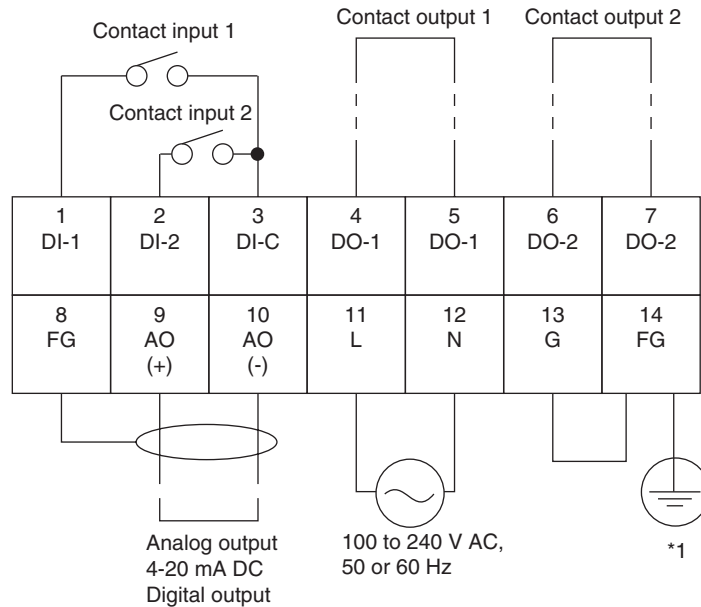 Contact input 1
Contact output 1
Contact output 2
Contact input 2
1
DI-1
2
DI-2
3
DI-C
4
DO-1
5
DO-1
6
DO-2
7
DO-2
8
FG
9
AO
(+)
10
AO
(-)
11
L
12
N
13
G
14
FG
Analog output
4-20 mA DC
Digital output
100 to 240 V AC,
50 or 60 Hz
*1